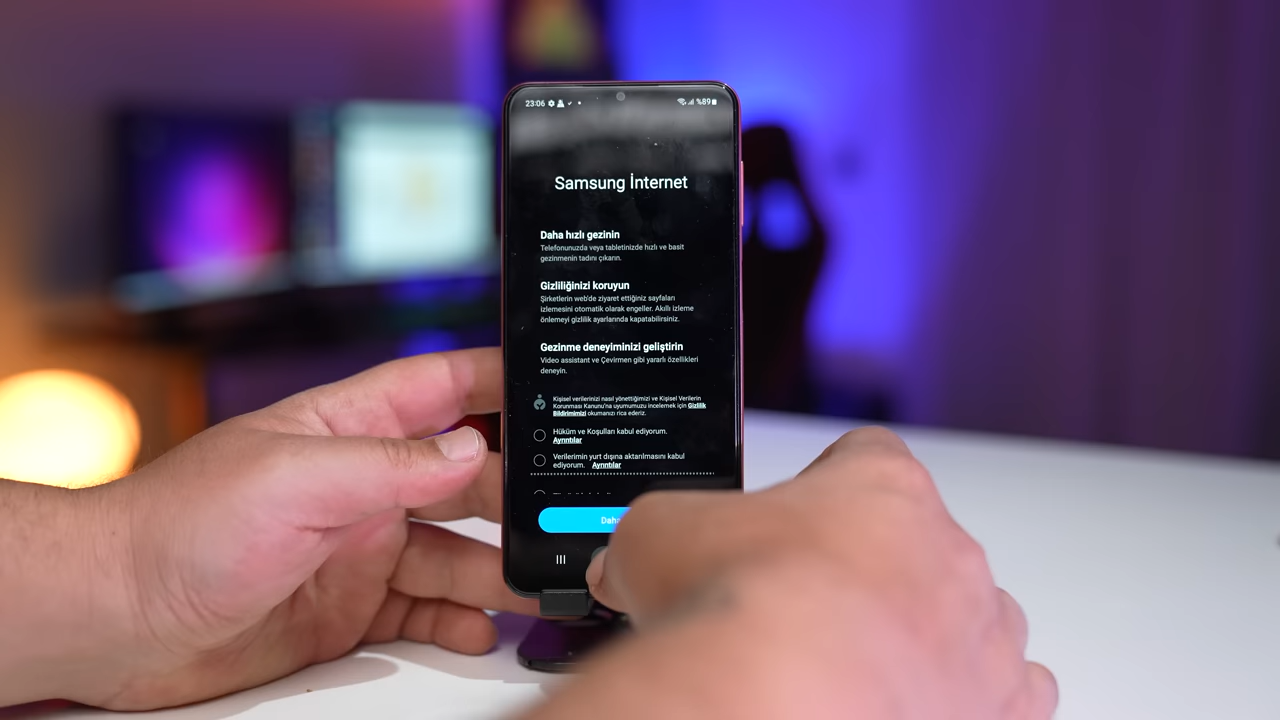 23:06 %89
Samsung İnternet
Daha hızlı gezinin
Telefonunuzda veya tabletinizde hızlı ve basit
gezinmenin tadını çıkarın.
Gizliliğinizi koruyun
Şirketlerin web'de ziyaret ettiğiniz sayfaları
izlemesini otomatik olarak engeller. Akıllı izleme
önlemeyi gizlilik ayarlarında kapatabilirsiniz.
Gezinme deneyiminizi geliştirin
Video assistant ve Çevirmen gibi yararlı özellikleri
deneyin.
Kişisel verilerinizi nasıl yönettiğimizi ve Kişisel Verilerin
Korunması Kanunu'na uyumumuzu incelemek için Gizlilik
Bildirimimizi okumanızı rica ederiz.
Hüküm ve Koşulları kabul ediyorum.
Ayrıntılar
Verilerimin yurt dışına aktarılmasını kabul
ediyorum. Ayrıntılar